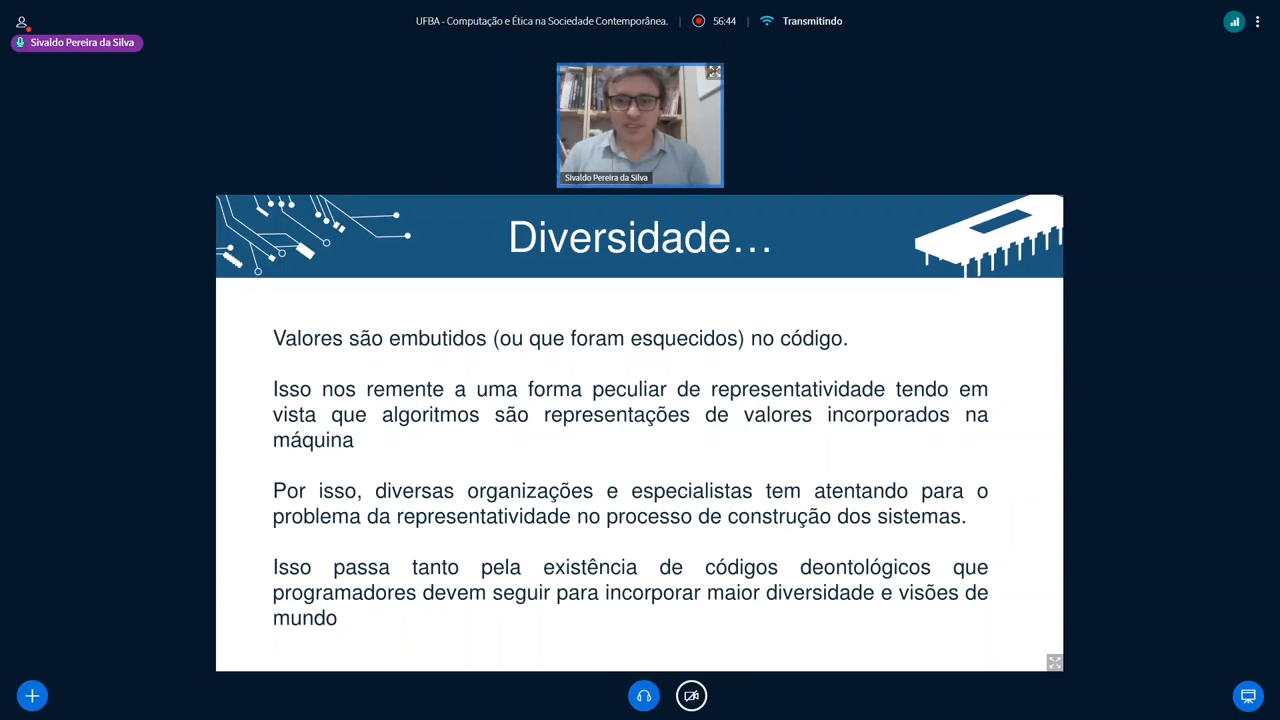 UFBA - Computação e Ética na Sociedade Contemporânea.
56:44
Transmitindo
Sivaldo Pereira da Silva
Sivaldo Pereira da Silva
Diversidade…
Valores são embutidos (ou que foram esquecidos) no código.
Isso nos remente a uma forma peculiar de representatividade tendo em
vista que algoritmos são representações de valores incorporados na
máquina
Por isso, diversas organizações e especialistas tem atentando para o
problema da representatividade no processo de construção dos sistemas.
Isso passa tanto pela existência de códigos deontológicos que
programadores devem seguir para incorporar maior diversidade e visões de
mundo